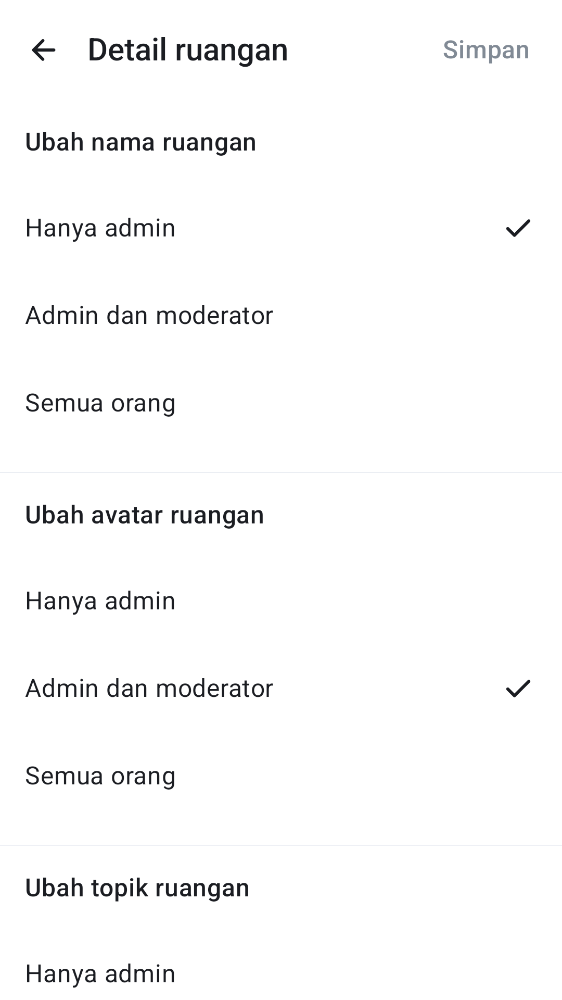 Detail ruangan
Simpan
Ubah nama ruangan
Hanya admin
Admin dan moderator
Semua orang
Ubah avatar ruangan
Hanya admin
Admin dan moderator
Semua orang
Ubah topik ruangan
Hanya admin